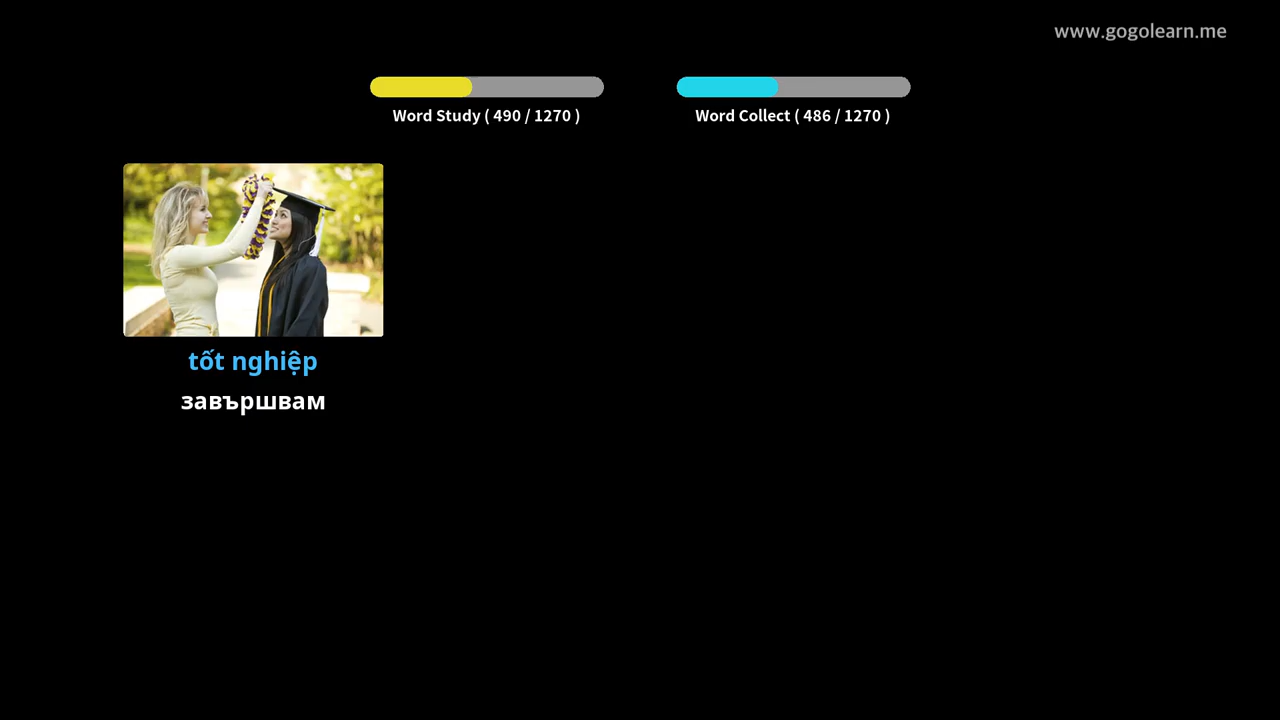 www.gogolearn.me
Word Study ( 490 / 1270 )
Word Collect ( 486 / 1270 )
tốt nghiệp
завършвам